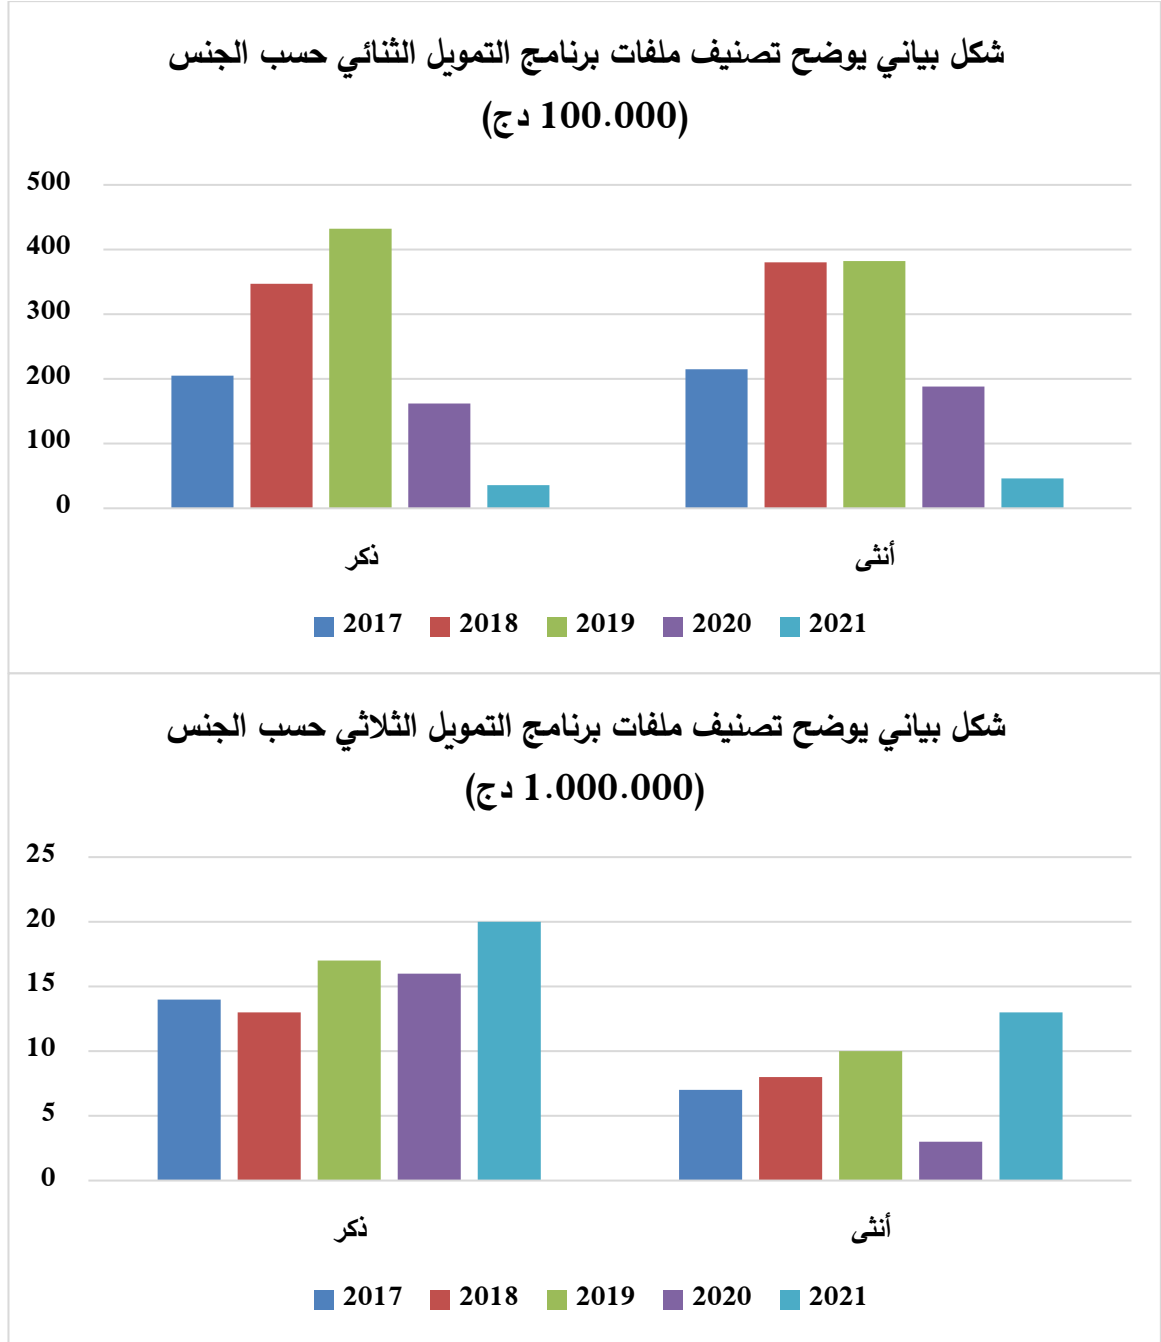 شكل بياني يوضح تصنيف ملفات برنامج التمويل الثنائي حسب الجنس
(100.000 دج)
500
400
300
200
100
0
ذكر أنثى
2017 2018 2019 2020 2021
شكل بياني يوضح تصنيف ملفات برنامج التمويل الثلاثي حسب الجنس
(1.000.000 دج)
25
20
15
10
5
0
ذكر أنثى
2017 2018 2019 2020 2021